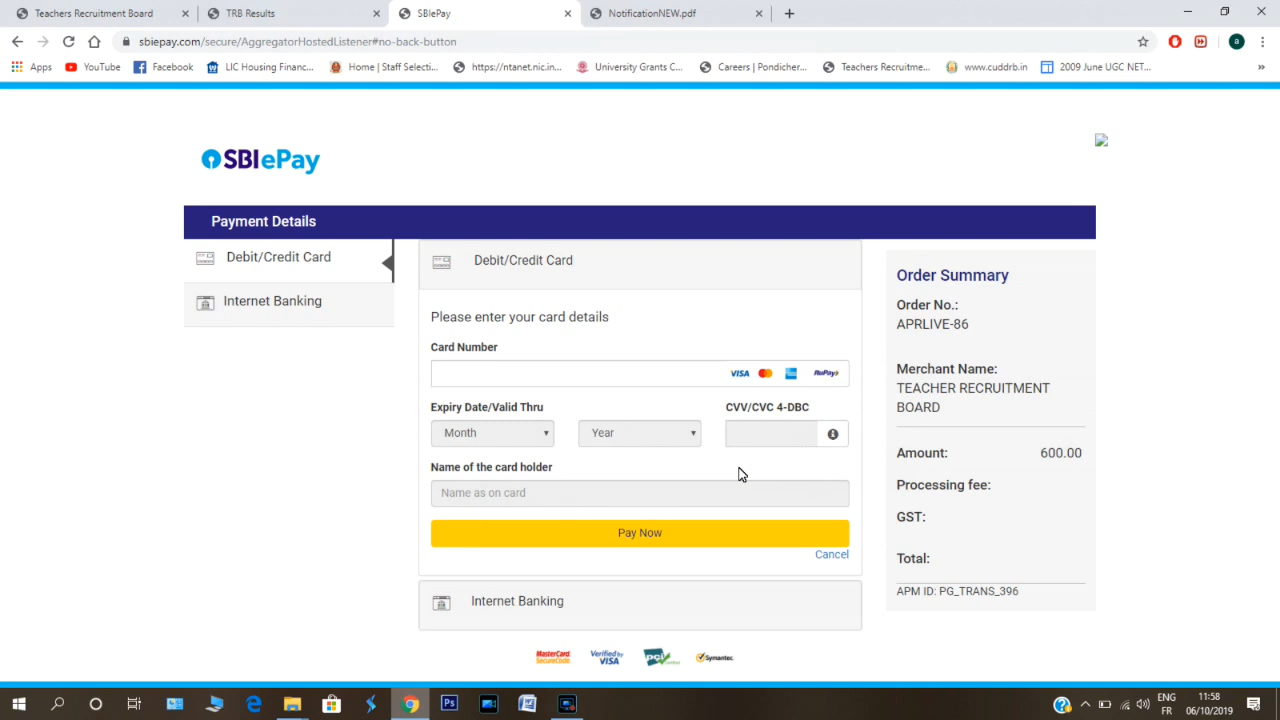 Teachers Recruitment Board
TRB Results
SBIePay
NotificationNEW.pdf
sbiepay.com/secure/AggregatorHostedListener#no-back-button
a
Apps
YouTube
Facebook
LIC Housing Financ...
Home | Staff Selecti...
https://ntanet.nic.in...
University Grants C...
Careers | Pondicher...
Teachers Recruitme...
www.cuddrb.in
2009 June UGC NET...
»
SBIePay
Payment Details
Debit/Credit Card
Internet Banking
Debit/Credit Card
Please enter your card details
Card Number
VISA RuPay
Expiry Date/Valid Thru
CVV/CVC 4-DBC
Month
Year
Name of the card holder
Name as on card
Pay Now
Cancel
Internet Banking
Order Summary
Order No.:
APRLIVE-86
Merchant Name:
TEACHER RECRUITMENT
BOARD
Amount: 600.00
Processing fee:
GST:
Total:
APM ID: PG_TRANS_396
MasterCard.
SecureCode.
Verified by
VISA
pci
Symantec.
Ps
ENG
FR
11:58
06/10/2019